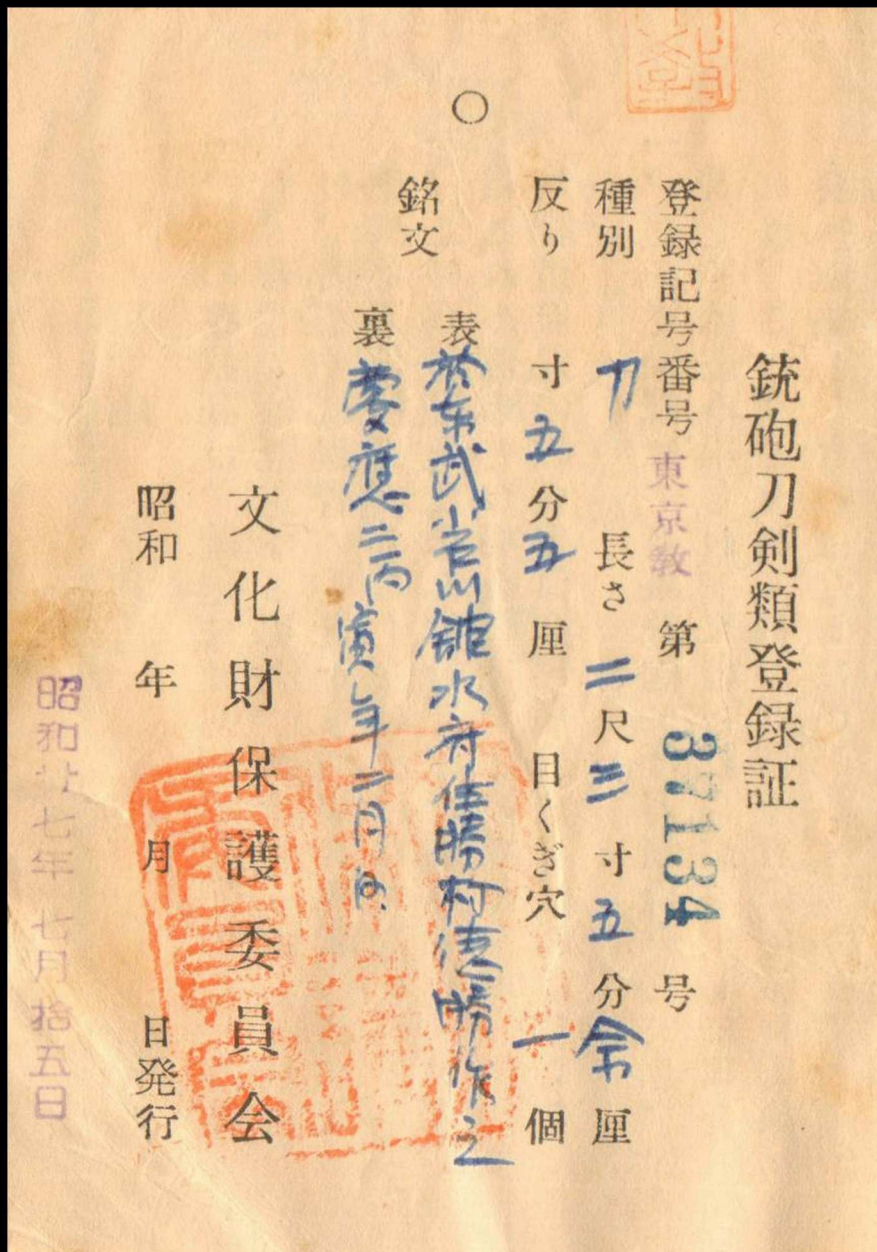 銃砲刀剣類登録証
登録記号番号 東京教 第 37134 号
種別 刀 長さ 二尺三寸五分令厘
反り 寸五分五厘 目くぎ穴 一個
銘文
表 於東武小石川館水府住勝村徳勝作之
裏 慶應二丙寅年二月日
文化財保護委員会
昭和 年 月 日発行
昭和廿七年 七月拾五日